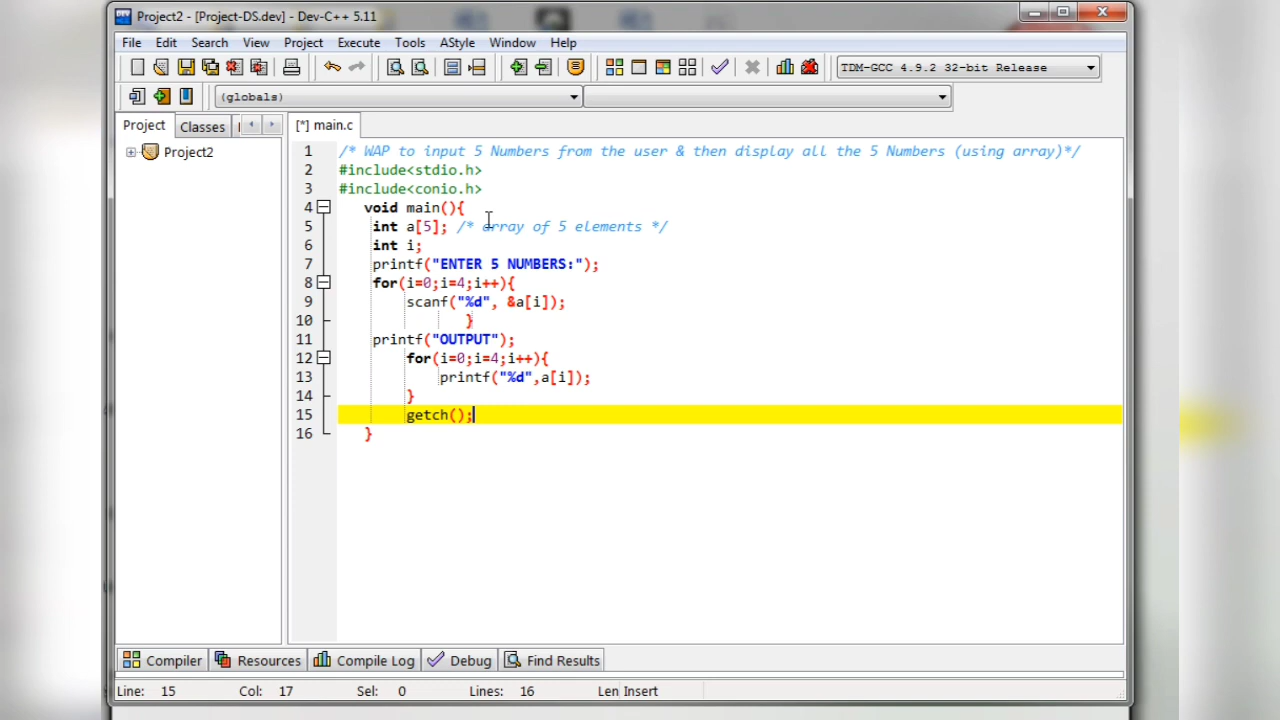 Project2 - [Project-DS.dev] - Dev-C++ 5.11
File Edit Search View Project Execute Tools AStyle Window Help
TDM-GCC 4.9.2 32-bit Release
(globals)
Project Classes [*] main.c
Project2
1 /* WAP to input 5 Numbers from the user & then display all the 5 Numbers (using array)*/
2 #include<stdio.h>
3 #include<conio.h>
4 void main(){
5 int a[5]; /* array of 5 elements */
6 int i;
7 printf("ENTER 5 NUMBERS:");
8 for(i=0;i=4;i++){
9 scanf("%d", &a[i]);
10 }
11 printf("OUTPUT");
12 for(i=0;i=4;i++){
13 printf("%d",a[i]);
14 }
15 getch();
16 }
Compiler Resources Compile Log Debug Find Results
Line: 15 Col: 17 Sel: 0 Lines: 16 Len Insert